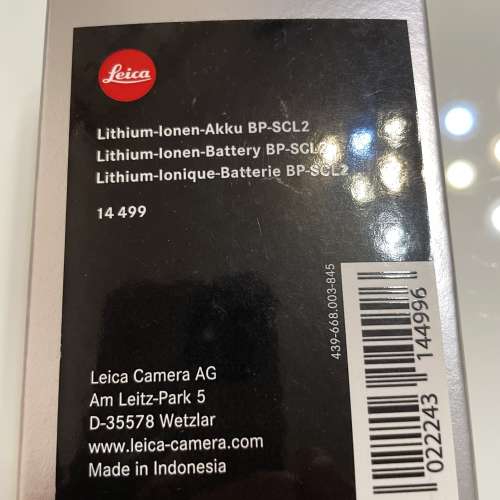 Leica
Lithium-Ionen-Akku BP-SCL2
Lithium-Ionen-Battery BP-SCL2
Lithium-Ionique-Batterie BP-SCL2
14 499
439-668.003-845
022243 144996
Leica Camera AG
Am Leitz-Park 5
D-35578 Wetzlar
www.leica-camera.com
Made in Indonesia